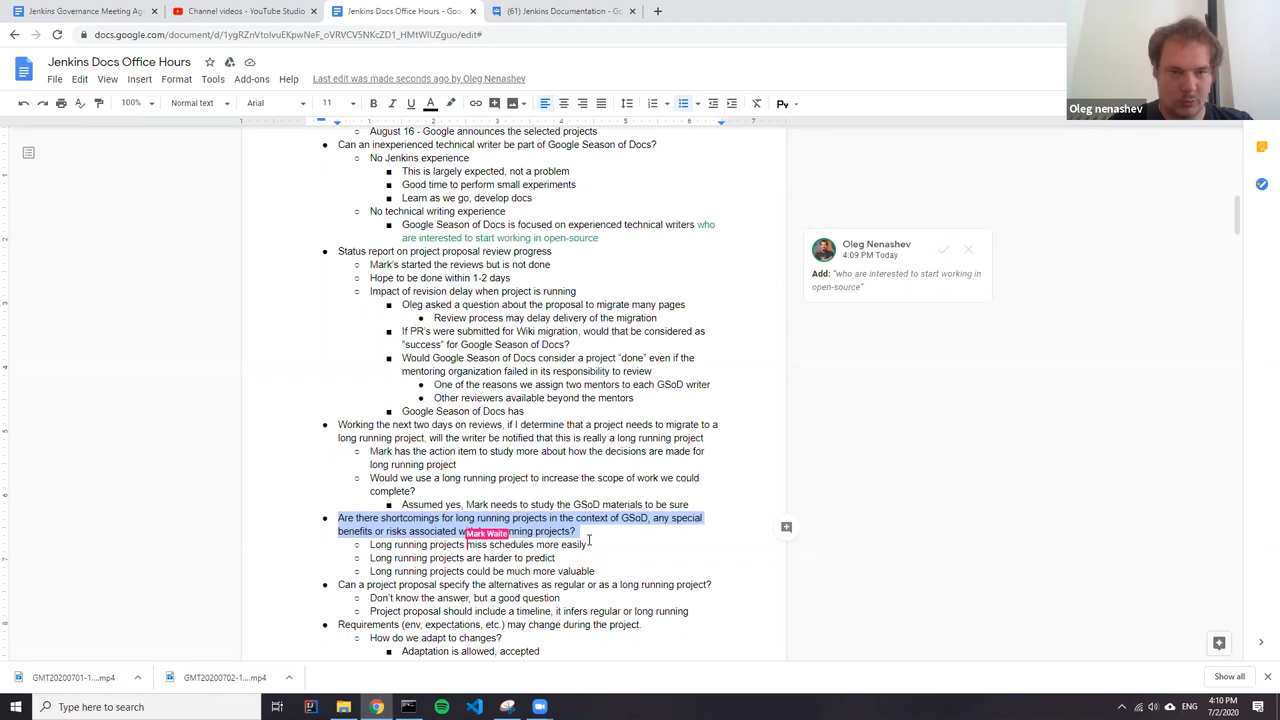 Jenkins Governance Meeting Ag
Channel videos - YouTube Studio
Jenkins Docs Office Hours - Goo
(61) Jenkins Documentation - Go
docs.google.com/document/d/1ygRZnVtolvuEKpwNeF_oVRVCV5NKcZD1_HMtWIUZguo/edit#
Jenkins Docs Office Hours
File Edit View Insert Format Tools Add-ons Help Last edit was made seconds ago by Oleg Nenashev
100% Normal text Arial 11
Oleg nenashev
August 16 - Google announces the selected projects
Can an inexperienced technical writer be part of Google Season of Docs?
No Jenkins experience
This is largely expected, not a problem
Good time to perform small experiments
Learn as we go, develop docs
No technical writing experience
Google Season of Docs is focused on experienced technical writers who
are interested to start working in open-source
Status report on project proposal review progress
Mark's started the reviews but is not done
Hope to be done within 1-2 days
Impact of revision delay when project is running
Oleg asked a question about the proposal to migrate many pages
Review process may delay delivery of the migration
If PR's were submitted for Wiki migration, would that be considered as
"success" for Google Season of Docs?
Would Google Season of Docs consider a project "done" even if the
mentoring organization failed in its responsibility to review
One of the reasons we assign two mentors to each GSoD writer
Other reviewers available beyond the mentors
Google Season of Docs has
Working the next two days on reviews, if I determine that a project needs to migrate to a
long running project, will the writer be notified that this is really a long running project
Mark has the action item to study more about how the decisions are made for
long running project
Would we use a long running project to increase the scope of work we could
complete?
Assumed yes, Mark needs to study the GSoD materials to be sure
Are there shortcomings for long running projects in the context of GSoD, any special
benefits or risks associated running projects?
Mark Waite
Long running projects miss schedules more easily
Long running projects are harder to predict
Long running projects could be much more valuable
Can a project proposal specify the alternatives as regular or as a long running project?
Don't know the answer, but a good question
Project proposal should include a timeline, it infers regular or long running
Requirements (env, expectations, etc.) may change during the project.
How do we adapt to changes?
Adaptation is allowed, accepted
Oleg Nenashev
4:09 PM Today
Add: "who are interested to start working in
open-source"
GMT20200701-1....mp4
GMT20200702-1....mp4
Show all
Type here to search
ENG
4:10 PM
7/2/2020